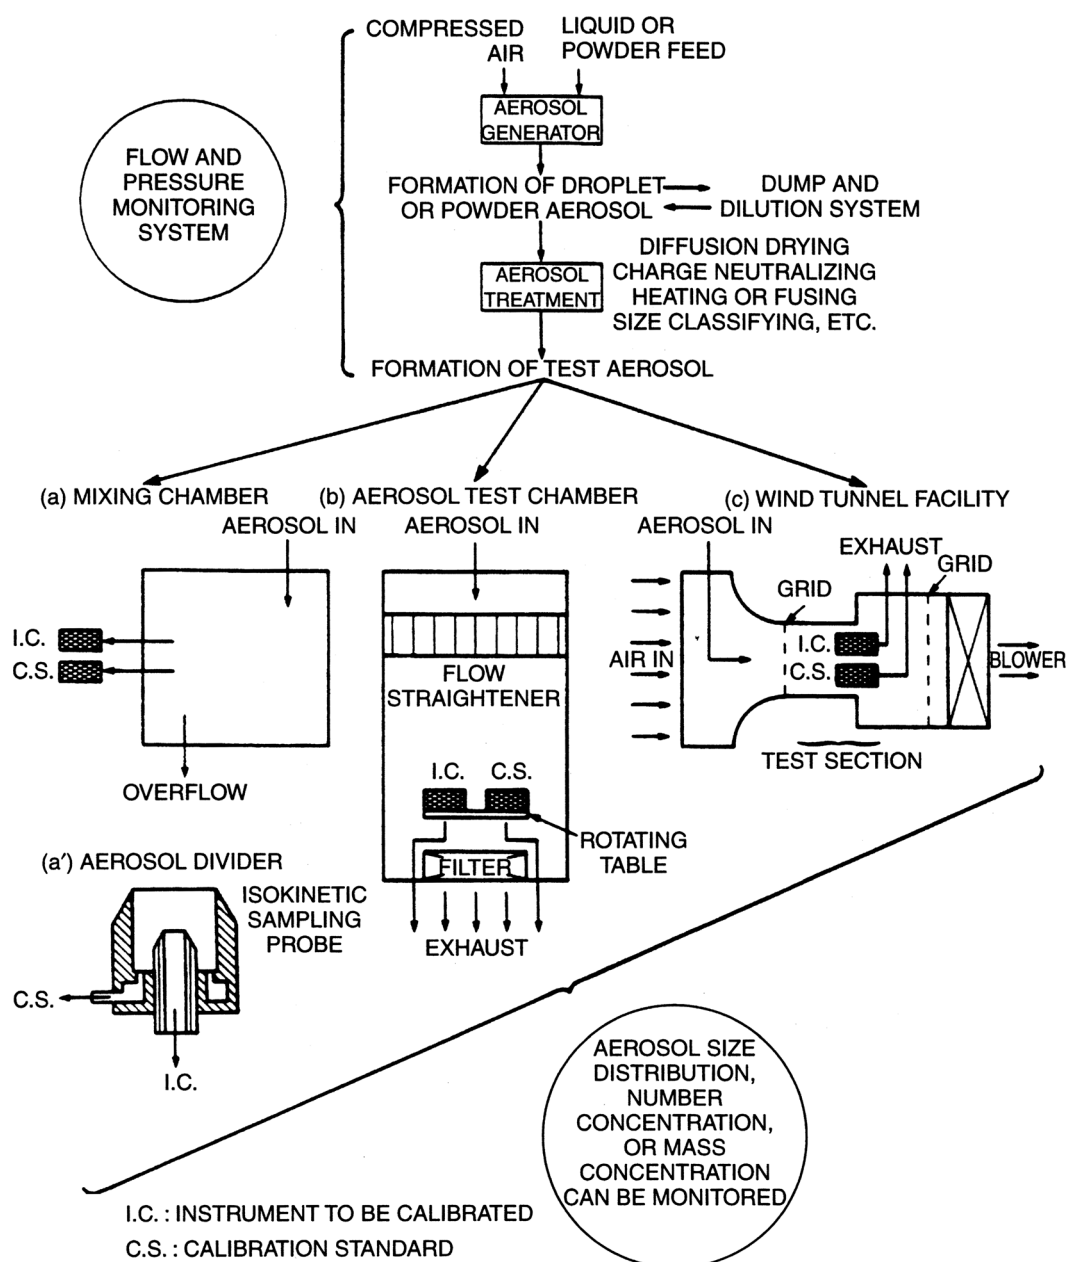 COMPRESSED
AIR
LIQUID OR
POWDER FEED
AEROSOL
GENERATOR
FLOW AND
PRESSURE
MONITORING
SYSTEM
FORMATION OF DROPLET
OR POWDER AEROSOL
DUMP AND
DILUTION SYSTEM
AEROSOL
TREATMENT
DIFFUSION DRYING
CHARGE NEUTRALIZING
HEATING OR FUSING
SIZE CLASSIFYING, ETC.
FORMATION OF TEST AEROSOL
(a) MIXING CHAMBER
AEROSOL IN
I.C.
C.S.
OVERFLOW
(b) AEROSOL TEST CHAMBER
AEROSOL IN
FLOW
STRAIGHTENER
I.C.
C.S.
ROTATING
TABLE
FILTER
EXHAUST
(c) WIND TUNNEL FACILITY
AEROSOL IN
EXHAUST
GRID
GRID
AIR IN
I.C.
C.S.
BLOWER
TEST SECTION
(a′) AEROSOL DIVIDER
ISOKINETIC
SAMPLING
PROBE
C.S.
I.C.
AEROSOL SIZE
DISTRIBUTION,
NUMBER
CONCENTRATION,
OR MASS
CONCENTRATION
CAN BE MONITORED
I.C. : INSTRUMENT TO BE CALIBRATED
C.S. : CALIBRATION STANDARD